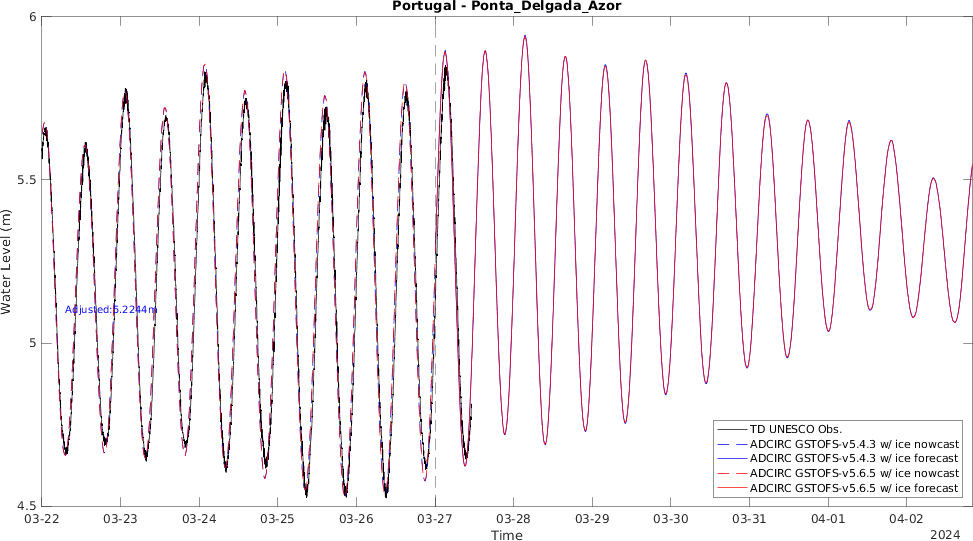 Portugal - Ponta_Delgada_Azor
6
5.5
5
4.5
Water Level (m)
Adjusted:5.2244m
TD UNESCO Obs.
ADCIRC GSTOFS-v5.4.3 w/ ice nowcast
ADCIRC GSTOFS-v5.4.3 w/ ice forecast
ADCIRC GSTOFS-v5.6.5 w/ ice nowcast
ADCIRC GSTOFS-v5.6.5 w/ ice forecast
03-22 03-23 03-24 03-25 03-26 03-27 03-28 03-29 03-30 03-31 04-01 04-02
Time
2024